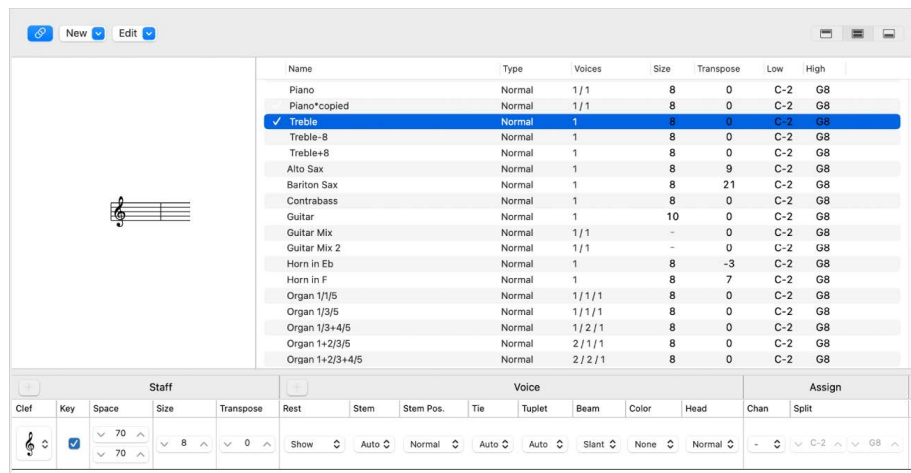 New Edit
Name Type Voices Size Transpose Low High
Piano Normal 1/1 8 0 C-2 G8
Piano*copied Normal 1/1 8 0 C-2 G8
Treble Normal 1 8 0 C-2 G8
Treble-8 Normal 1 8 0 C-2 G8
Treble+8 Normal 1 8 0 C-2 G8
Alto Sax Normal 1 8 9 C-2 G8
Bariton Sax Normal 1 8 21 C-2 G8
Contrabass Normal 1 8 0 C-2 G8
Guitar Normal 1 10 0 C-2 G8
Guitar Mix Normal 1/1 - 0 C-2 G8
Guitar Mix 2 Normal 1/1 - 0 C-2 G8
Horn in Eb Normal 1 8 -3 C-2 G8
Horn in F Normal 1 8 7 C-2 G8
Organ 1/1/5 Normal 1/1/1 8 0 C-2 G8
Organ 1/3/5 Normal 1/1/1 8 0 C-2 G8
Organ 1/3+4/5 Normal 1/2/1 8 0 C-2 G8
Organ 1+2/3/5 Normal 2/1/1 8 0 C-2 G8
Organ 1+2/3+4/5 Normal 2/2/1 8 0 C-2 G8
+ Staff + Voice Assign
Clef Key Space Size Transpose Rest Stem Stem Pos. Tie Tuplet Beam Color Head Chan Split
70
8 0 Show Auto Normal Auto Auto Slant None Normal - C-2 G8
70